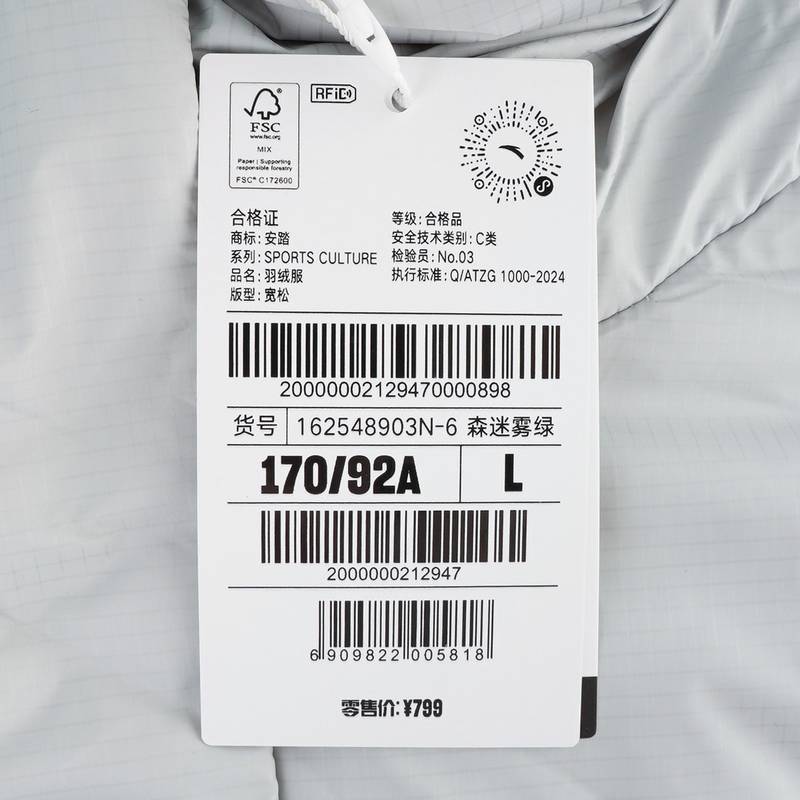 RFiD
FSC
www.fsc.org
MIX
Paper | Supporting
responsible forestry
FSC® C172600
合格证
商标: 安踏
系列: SPORTS CULTURE
品名: 羽绒服
版型: 宽松
等级: 合格品
安全技术类别: C类
检验员: No.03
执行标准: Q/ATZG 1000-2024
20000002129470000898
货号 162548903N-6 森迷雾绿
170/92A L
2000000212947
6 909822 005818
零售价: ¥799